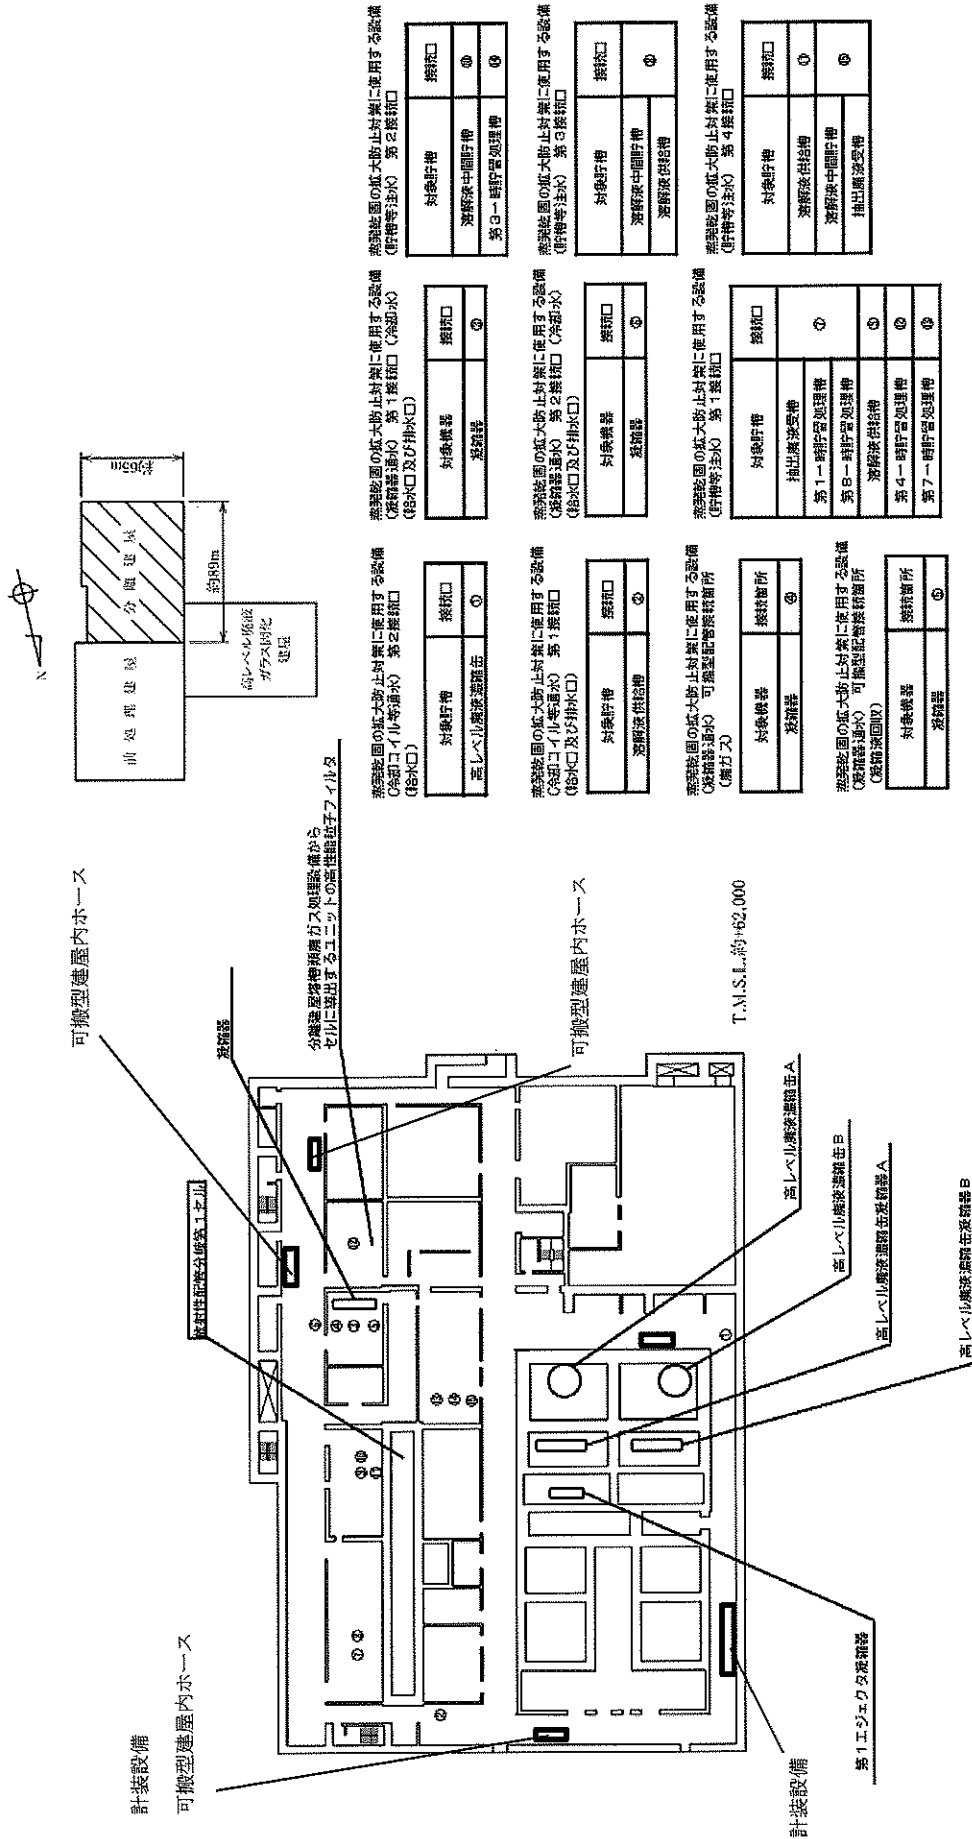 N
前処理建屋
分離建屋
高レベル廃液
ガラス固化
建屋
約89m
約65m
計装設備
可搬型建屋内ホース
可搬型建屋内ホース
放射性配管分岐第1セル
凝縮器
分離建屋塔槽類廃ガス処理設備から
セルに導出するユニットの高性能粒子フィルタ
可搬型建屋内ホース
T.M.S.L.約+62,000
高レベル廃液濃縮缶A
高レベル廃液濃縮缶B
高レベル廃液濃縮缶凝縮器A
高レベル廃液濃縮缶凝縮器B
第1エジェクタ凝縮器
計装設備
蒸発乾固の拡大防止対策に使用する設備
(冷却コイル等通水) 第2接続口
(給水口)
対象貯槽 接続口
高レベル廃液濃縮缶 ①
蒸発乾固の拡大防止対策に使用する設備
(冷却コイル等通水) 第1接続口
(給水口及び排水口)
対象貯槽 接続口
溶解液供給槽 ②
蒸発乾固の拡大防止対策に使用する設備
(凝縮器通水) 可搬型配管接続箇所
(廃ガス)
対象機器 接続箇所
凝縮器
蒸発乾固の拡大防止対策に使用する設備
(凝縮器通水) 可搬型配管接続箇所
(凝縮液回収)
対象機器 接続箇所
凝縮器
蒸発乾固の拡大防止対策に使用する設備
(凝縮器通水) 第1接続口 (冷却水)
(給水口及び排水口)
対象機器 接続口
凝縮器
蒸発乾固の拡大防止対策に使用する設備
(凝縮器通水) 第2接続口 (冷却水)
(給水口及び排水口)
対象機器 接続口
凝縮器
蒸発乾固の拡大防止対策に使用する設備
(貯槽等注水) 第1接続口
対象貯槽 接続口
抽出廃液受槽
第1一時貯留処理槽 ⑦
第8一時貯留処理槽
溶解液供給槽
第4一時貯留処理槽
第7一時貯留処理槽
蒸発乾固の拡大防止対策に使用する設備
(貯槽等注水) 第2接続口
対象貯槽 接続口
溶解液中間貯槽
第3一時貯留処理槽
蒸発乾固の拡大防止対策に使用する設備
(貯槽等注水) 第3接続口
対象貯槽 接続口
溶解液中間貯槽
溶解液供給槽
蒸発乾固の拡大防止対策に使用する設備
(貯槽等注水) 第4接続口
対象貯槽 接続口
溶解液供給槽
溶解液中間貯槽
抽出廃液受槽